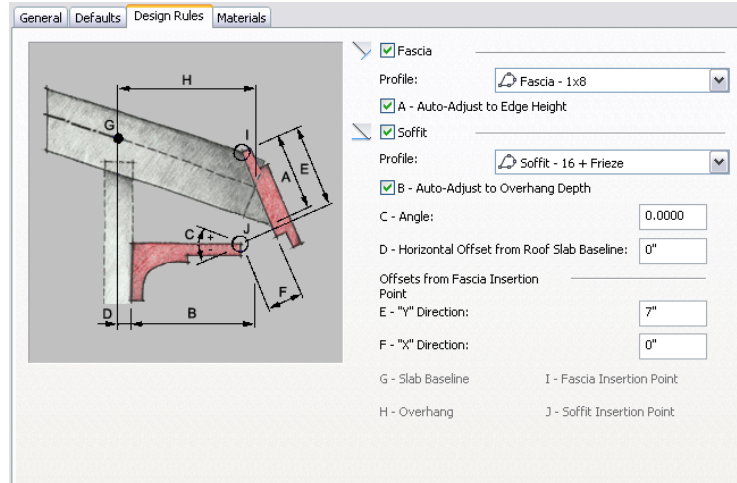 General Defaults Design Rules Materials
H
G
I
A
E
J
C
+
-
F
D
B
Fascia
Profile: Fascia - 1x8
A - Auto-Adjust to Edge Height
Soffit
Profile: Soffit - 16 + Frieze
B - Auto-Adjust to Overhang Depth
C - Angle: 0.0000
D - Horizontal Offset from Roof Slab Baseline: 0"
Offsets from Fascia Insertion
Point
E - "Y" Direction: 7"
F - "X" Direction: 0"
G - Slab Baseline I - Fascia Insertion Point
H - Overhang J - Soffit Insertion Point